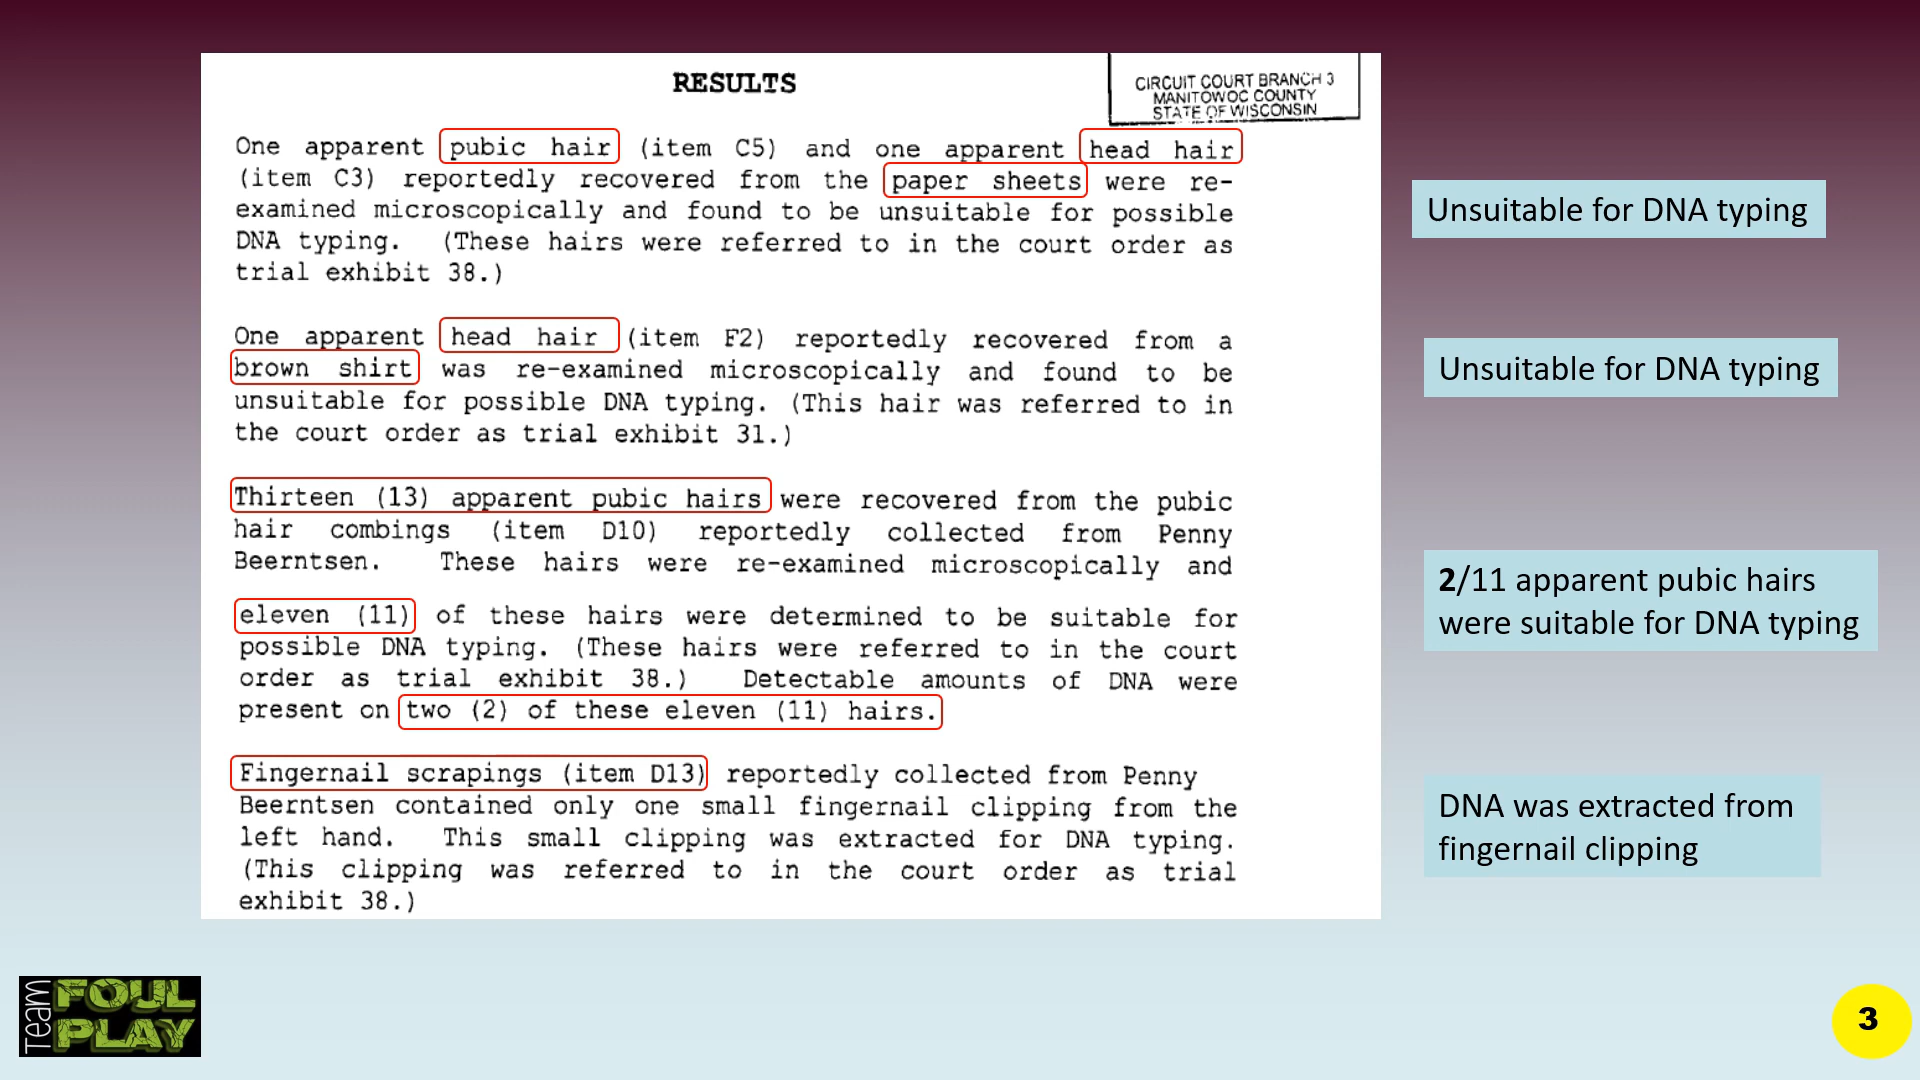 RESULTS
CIRCUIT COURT BRANCH 3
MANITOWOC COUNTY
STATE OF WISCONSIN
One apparent pubic hair (item C5) and one apparent head hair
(item C3) reportedly recovered from the paper sheets were re-
examined microscopically and found to be unsuitable for possible
DNA typing. (These hairs were referred to in the court order as
trial exhibit 38.)
Unsuitable for DNA typing
One apparent head hair (item F2) reportedly recovered from a
brown shirt was re-examined microscopically and found to be
unsuitable for possible DNA typing. (This hair was referred to in
the court order as trial exhibit 31.)
Unsuitable for DNA typing
Thirteen (13) apparent pubic hairs were recovered from the pubic
hair combings (item D10) reportedly collected from Penny
Beerntsen. These hairs were re-examined microscopically and
eleven (11) of these hairs were determined to be suitable for
possible DNA typing. (These hairs were referred to in the court
order as trial exhibit 38.) Detectable amounts of DNA were
present on two (2) of these eleven (11) hairs.
2/11 apparent pubic hairs
were suitable for DNA typing
Fingernail scrapings (item D13) reportedly collected from Penny
Beerntsen contained only one small fingernail clipping from the
left hand. This small clipping was extracted for DNA typing.
(This clipping was referred to in the court order as trial
exhibit 38.)
DNA was extracted from
fingernail clipping
Team
FOUL
PLAY
3